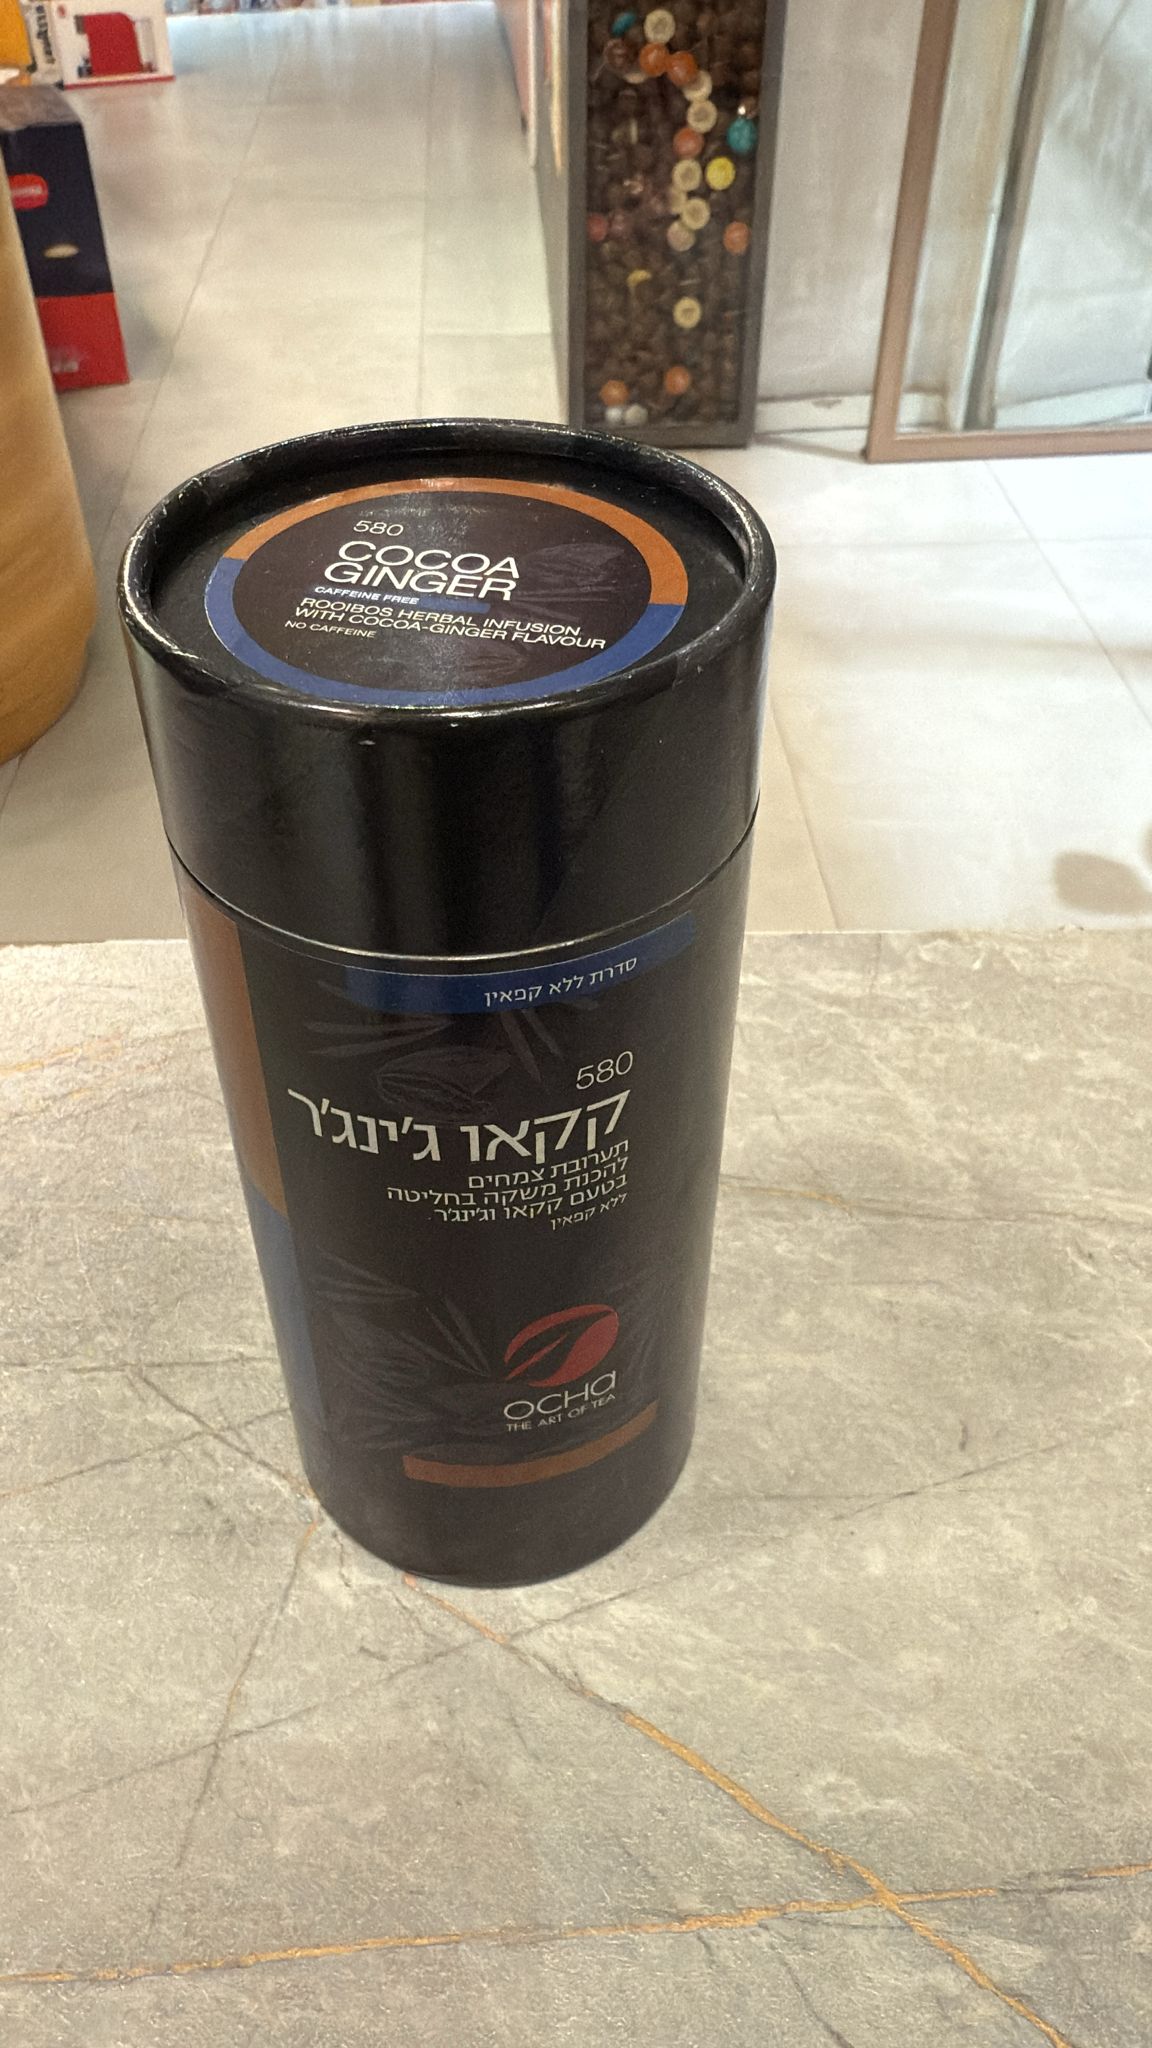 580
COCOA
GINGER
CAFFEINE FREE
ROOIBOS HERBAL INFUSION
WITH COCOA-GINGER FLAVOUR
NO CAFFEINE
סדרת ללא קפאין
580
קקאו ג'ינג'ר
תערובת צמחים
להכנת משקה בחליטה
בטעם קקאו וג'ינג'ר.
ללא קפאין
OCHa
THE ART OF TEA